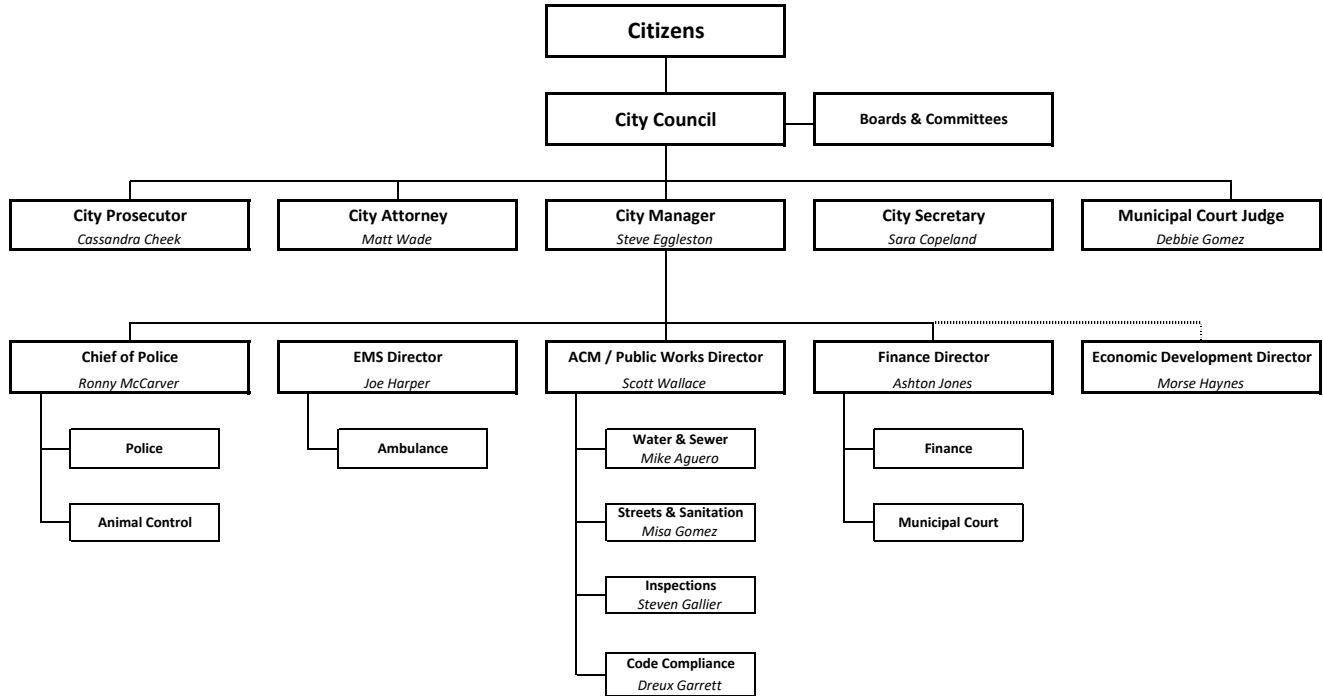 Citizens
City Council
Boards & Committees
City Prosecutor
Cassandra Cheek
City Attorney
Matt Wade
City Manager
Steve Eggleston
City Secretary
Sara Copeland
Municipal Court Judge
Debbie Gomez
Chief of Police
Ronny McCarver
EMS Director
Joe Harper
ACM / Public Works Director
Scott Wallace
Finance Director
Ashton Jones
Economic Development Director
Morse Haynes
Police
Ambulance
Water & Sewer
Mike Aguero
Finance
Animal Control
Streets & Sanitation
Misa Gomez
Municipal Court
Inspections
Steven Gallier
Code Compliance
Dreux Garrett